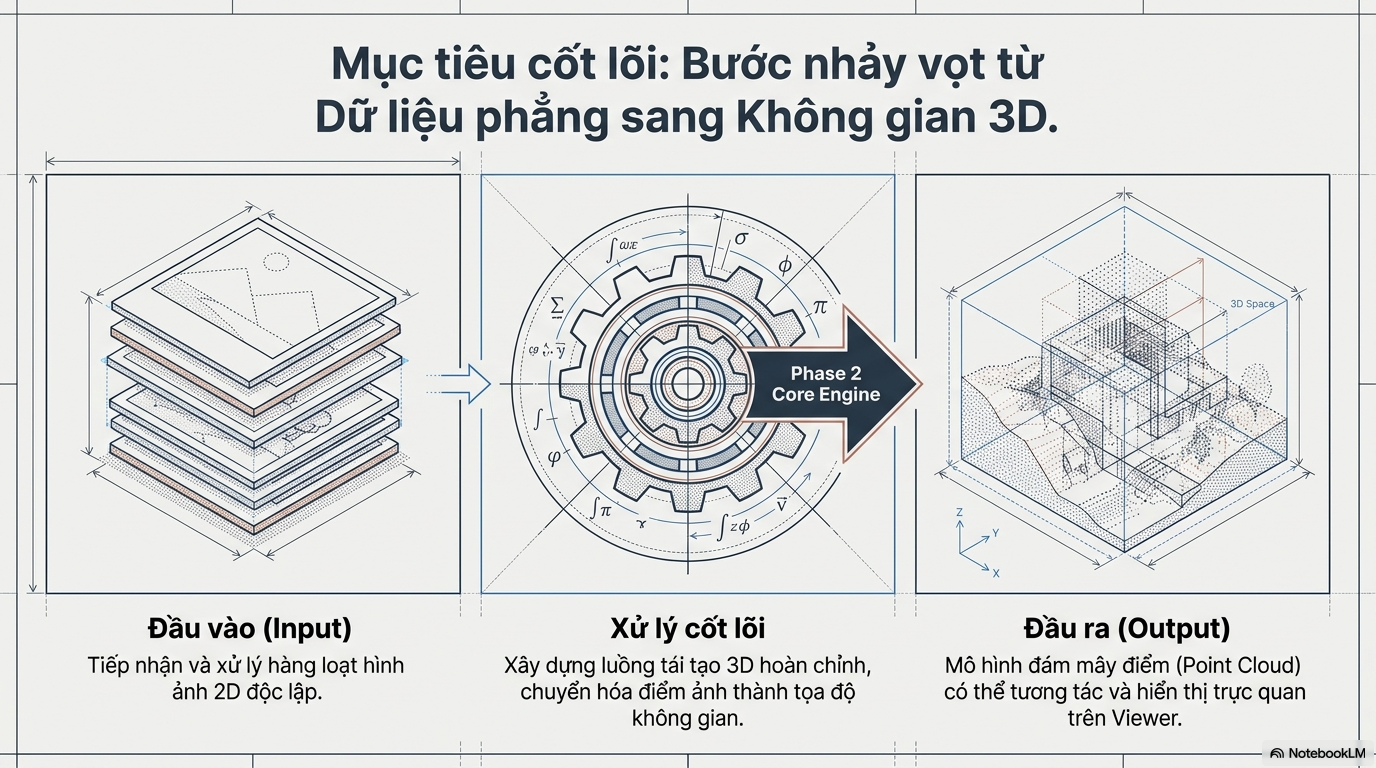 Mục tiêu cốt lõi: Bước nhảy vọt từ
Dữ liệu phẳng sang Không gian 3D.
∫ωπε
σ
ϕ
Σ
π
3D Space
Phase 2
Core Engine
∫
φ
∫π
∫zϕ
Z
Y
X
Đầu vào (Input)
Tiếp nhận và xử lý hàng loạt hình
ảnh 2D độc lập.
Xử lý cốt lõi
Xây dựng luồng tái tạo 3D hoàn chỉnh,
chuyển hóa điểm ảnh thành tọa độ
không gian.
Đầu ra (Output)
Mô hình đám mây điểm (Point Cloud)
có thể tương tác và hiển thị trực quan
trên Viewer.
NotebookLM